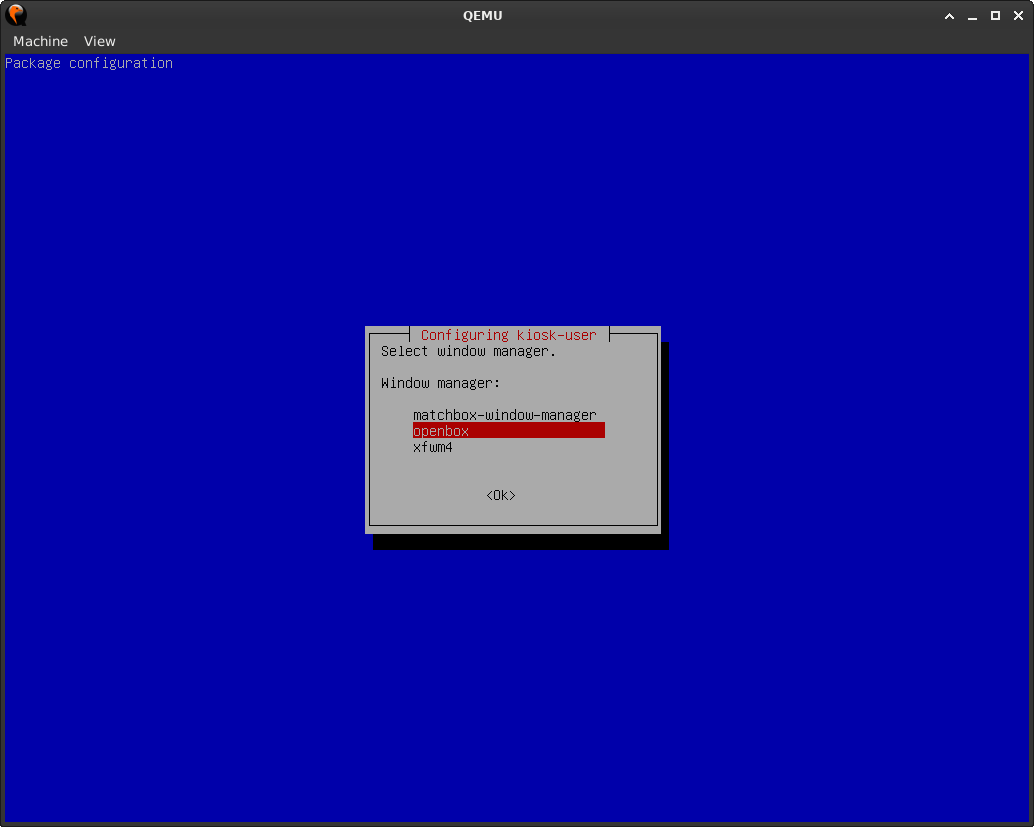 QEMU
Machine View
Package configuration
Configuring kiosk-user
Select window manager.
Window manager:
matchbox-window-manager
openbox
xfwm4
<Ok>